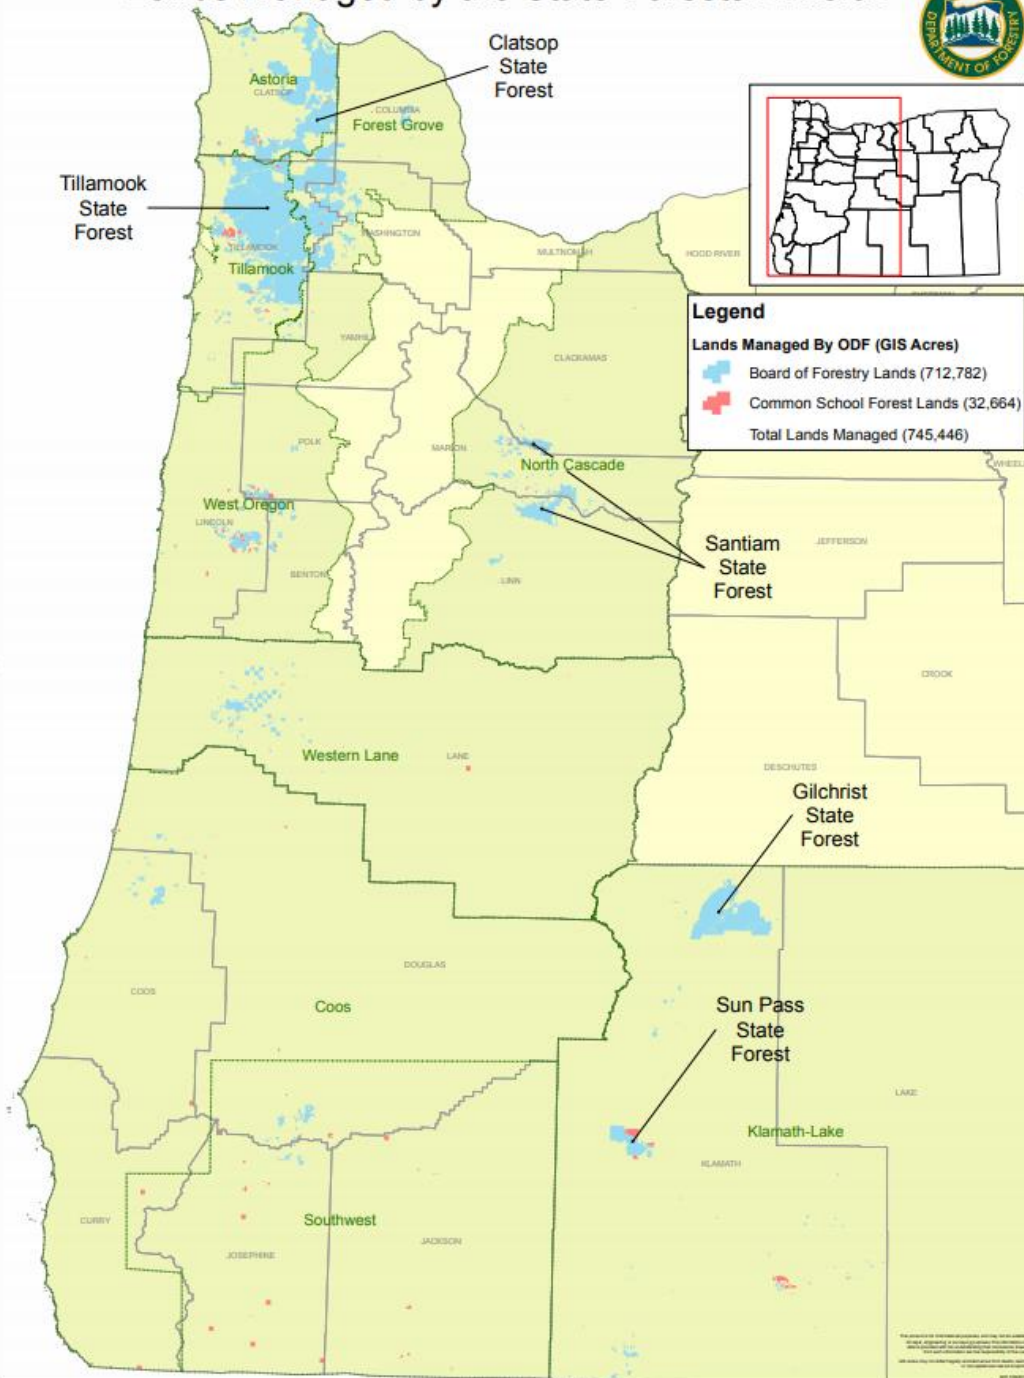 DEPARTMENT OF FORESTRY
Clatsop
State
Forest
Astoria
CLATSOP
COLUMBIA
Forest Grove
Tillamook
State
Forest
TILLAMOOK
Tillamook
WASHINGTON
MULTNOMAH
HOOD RIVER
Legend
Lands Managed By ODF (GIS Acres)
Board of Forestry Lands (712,782)
Common School Forest Lands (32,664)
Total Lands Managed (745,446)
YAMHILL
CLACKAMAS
POLK
MARION
North Cascade
West Oregon
LINCOLN
Santiam
State
Forest
JEFFERSON
BENTON
LINN
CROOK
Western Lane
LANE
DESCHUTES
Gilchrist
State
Forest
DOUGLAS
COOS
Coos
Sun Pass
State
Forest
LAKE
Klamath-Lake
KLAMATH
CURRY
Southwest
JOSEPHINE
JACKSON